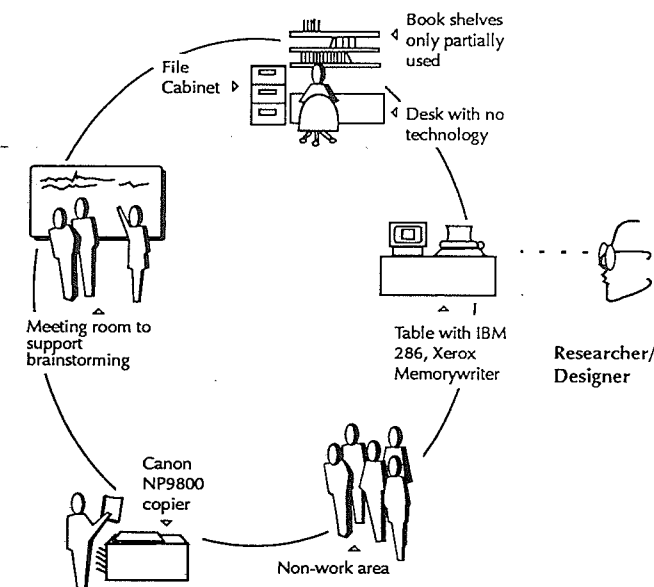 Book shelves
only partially
used
File
Cabinet
Desk with no
technology
Meeting room to
support
brainstorming
Table with IBM
286, Xerox
Memorywriter
Researcher/
Designer
Canon
NP9800
copier
Non-work area